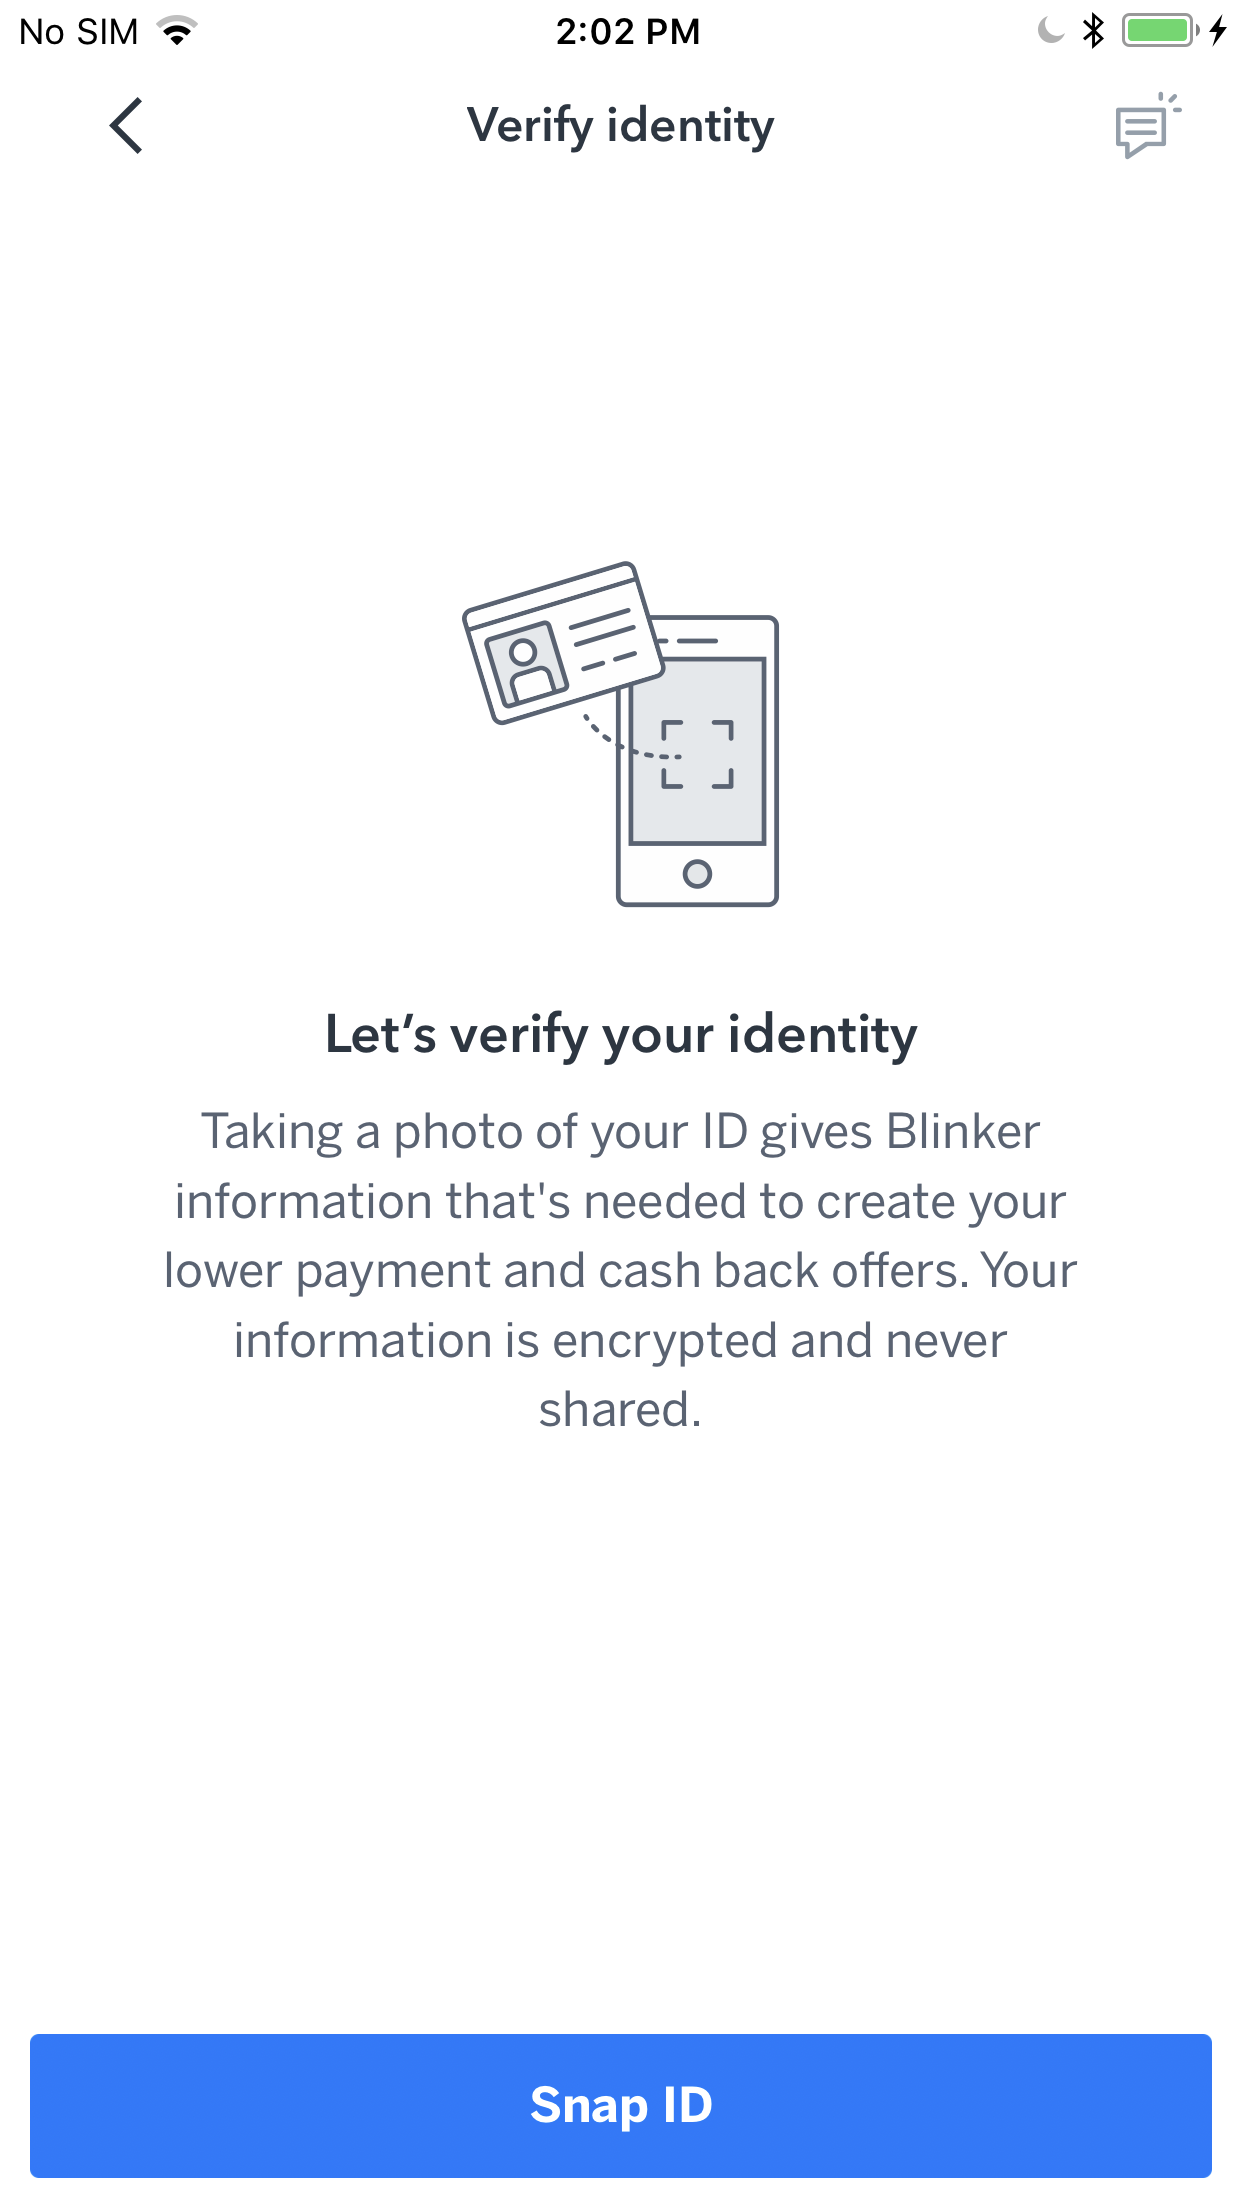 No SIM 2:02 PM
Verify identity
Let’s verify your identity
Taking a photo of your ID gives Blinker
information that's needed to create your
lower payment and cash back offers. Your
information is encrypted and never
shared.
Snap ID